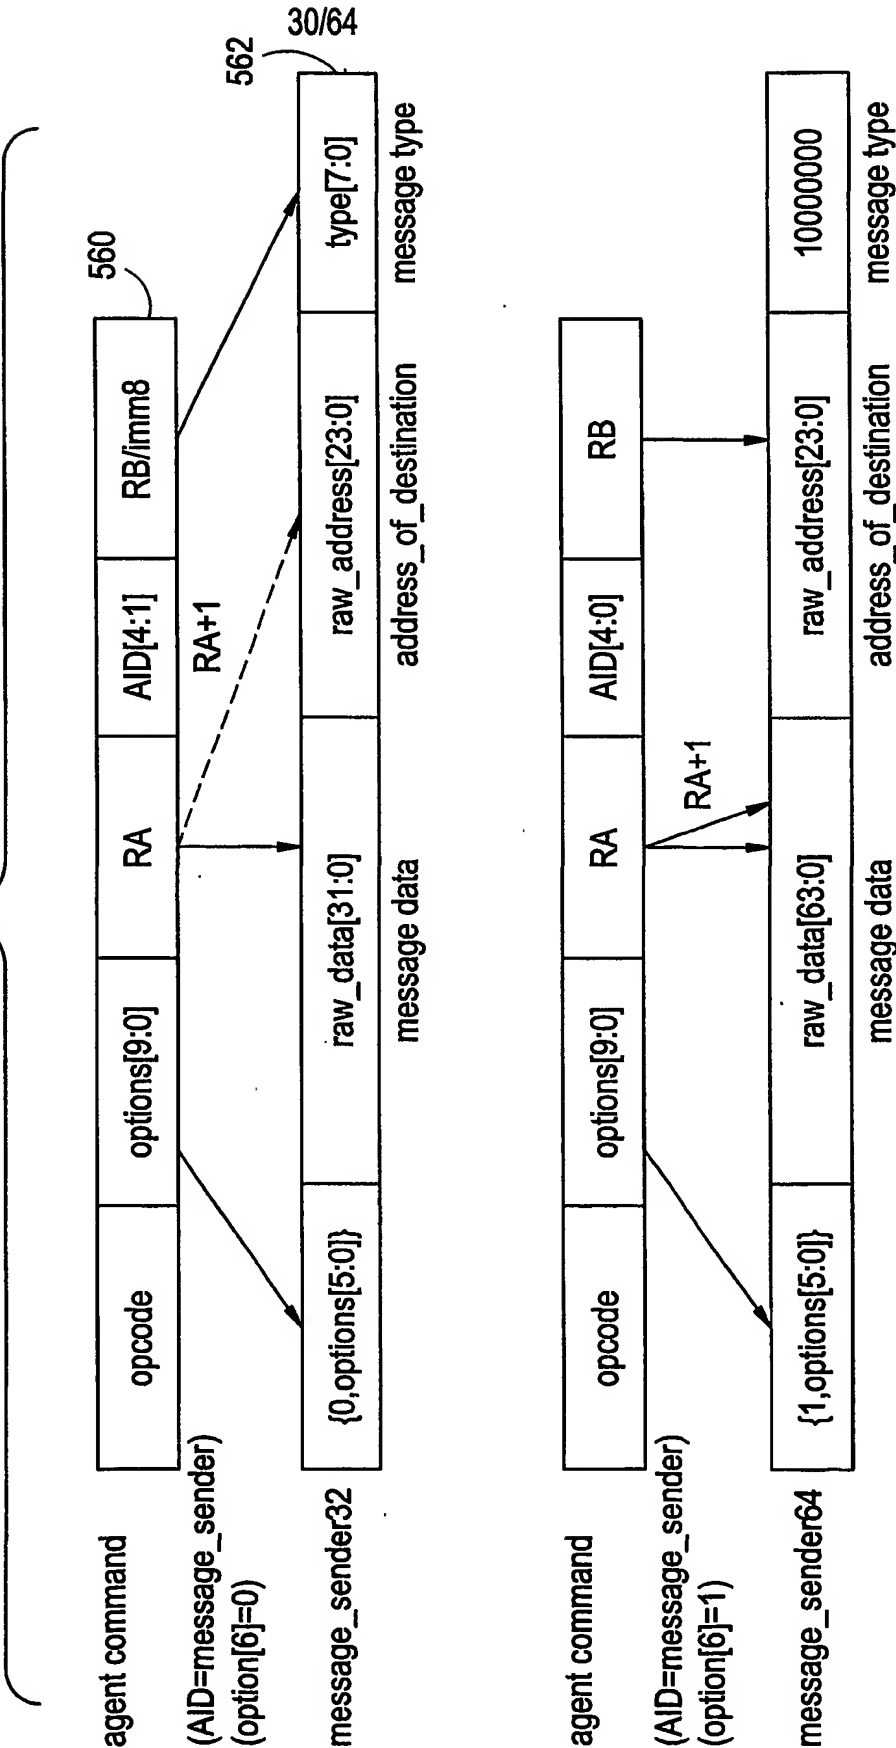 30/64
560
562
agent command
opcode
options[9:0]
RA
AID[4:1]
RB/imm8
(AID=message_sender)
(option[6]=0)
RA+1
message_sender32
{0,options[5:0]}
raw_data[31:0]
raw_address[23:0]
type[7:0]
message data
address_of_destination
message type
agent command
opcode
options[9:0]
RA
AID[4:0]
RB
(AID=message_sender)
(option[6]=1)
RA+1
message_sender64
{1,options[5:0]}
raw_data[63:0]
raw_address[23:0]
10000000
message data
address_of_destination
message type